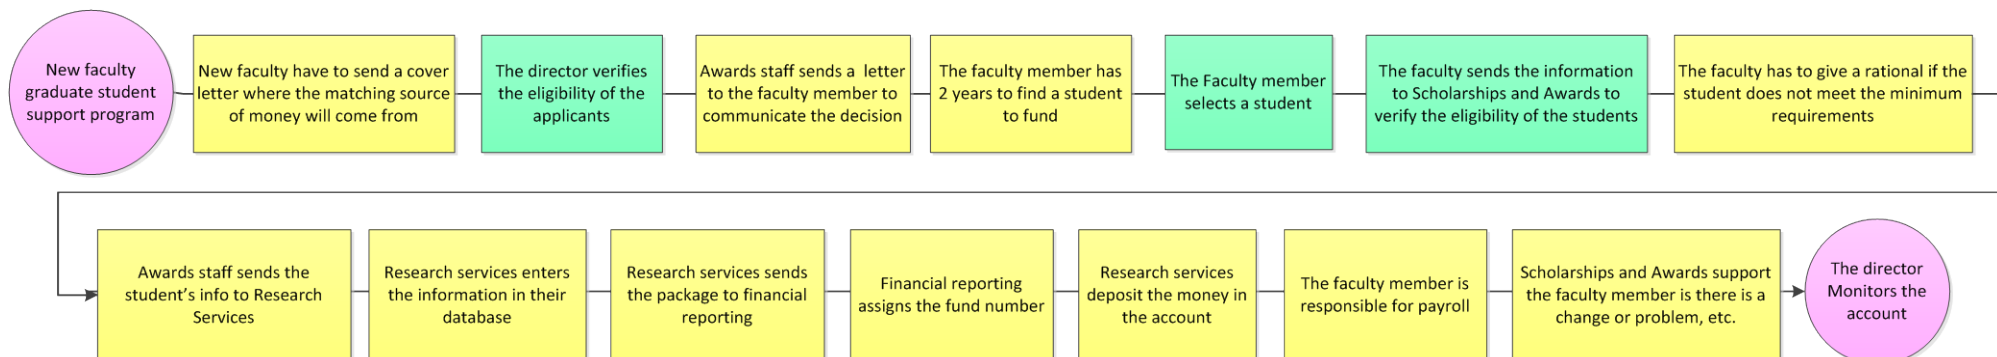 New faculty
graduate student
support program
New faculty have to send a cover
letter where the matching source
of money will come from
The director verifies
the eligibility of the
applicants
Awards staff sends a letter
to the faculty member to
communicate the decision
The faculty member has
2 years to find a student
to fund
The Faculty member
selects a student
The faculty sends the information
to Scholarships and Awards to
verify the eligibility of the students
The faculty has to give a rational if the
student does not meet the minimum
requirements
Awards staff sends the
student’s info to Research
Services
Research services enters
the information in their
database
Research services sends
the package to financial
reporting
Financial reporting
assigns the fund number
Research services
deposit the money in
the account
The faculty member is
responsible for payroll
Scholarships and Awards support
the faculty member is there is a
change or problem, etc.
The director
Monitors the
account